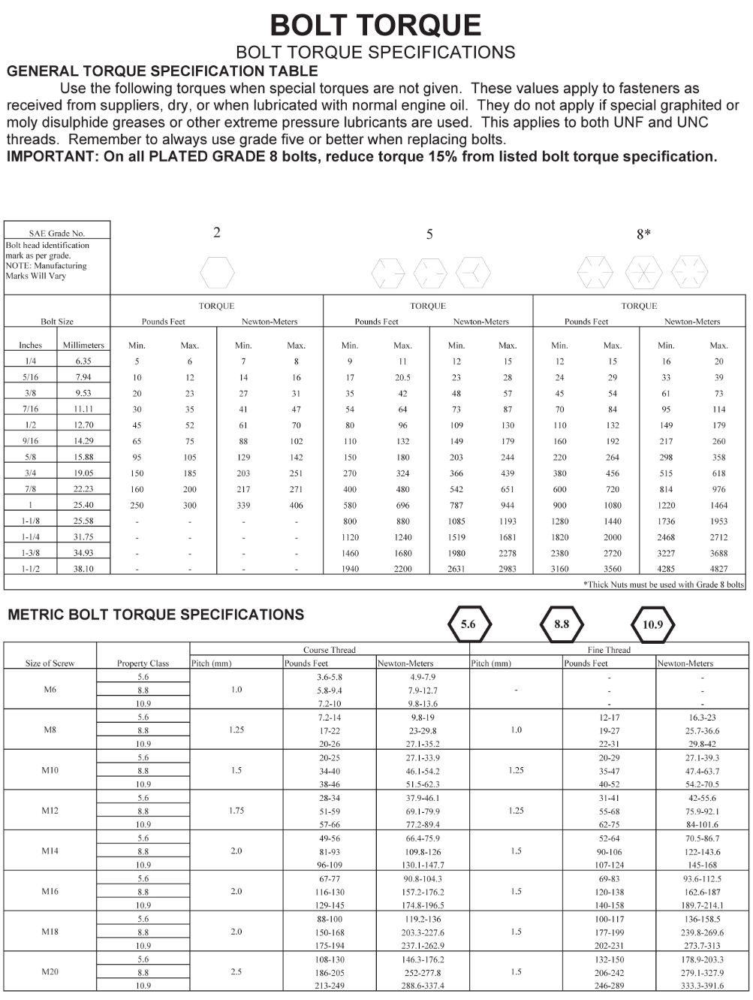 BOLT TORQUE
BOLT TORQUE SPECIFICATIONS
GENERAL TORQUE SPECIFICATION TABLE
Use the following torques when special torques are not given. These values apply to fasteners as
received from suppliers, dry, or when lubricated with normal engine oil. They do not apply if special graphited or
moly disulphide greases or other extreme pressure lubricants are used. This applies to both UNF and UNC
threads. Remember to always use grade five or better when replacing bolts.
IMPORTANT: On all PLATED GRADE 8 bolts, reduce torque 15% from listed bolt torque specification.
SAE Grade No. 2 5 8*
Bolt head identification
mark as per grade.
NOTE: Manufacturing
Marks Will Vary
TORQUE TORQUE TORQUE
Bolt Size Pounds Feet Newton-Meters Pounds Feet Newton-Meters Pounds Feet Newton-Meters
Inches Millimeters Min. Max. Min. Max. Min. Max. Min. Max. Min. Max. Min. Max.
1/4 6.35 5 6 7 8 9 11 12 15 12 15 16 20
5/16 7.94 10 12 14 16 17 20.5 23 28 24 29 33 39
3/8 9.53 20 23 27 31 35 42 48 57 45 54 61 73
7/16 11.11 30 35 41 47 54 64 73 87 70 84 95 114
1/2 12.70 45 52 61 70 80 96 109 130 110 132 149 179
9/16 14.29 65 75 88 102 110 132 149 179 160 192 217 260
5/8 15.88 95 105 129 142 150 180 203 244 220 264 298 358
3/4 19.05 150 185 203 251 270 324 366 439 380 456 515 618
7/8 22.23 160 200 217 271 400 480 542 651 600 720 814 976
1 25.40 250 300 339 406 580 696 787 944 900 1080 1220 1464
1-1/8 25.58 - - - - 800 880 1085 1193 1280 1440 1736 1953
1-1/4 31.75 - - - - 1120 1240 1519 1681 1820 2000 2468 2712
1-3/8 34.93 - - - - 1460 1680 1980 2278 2380 2720 3227 3688
1-1/2 38.10 - - - - 1940 2200 2631 2983 3160 3560 4285 4827
*Thick Nuts must be used with Grade 8 bolts
METRIC BOLT TORQUE SPECIFICATIONS 5.6 8.8 10.9
Course Thread Fine Thread
Size of Screw Property Class Pitch (mm) Pounds Feet Newton-Meters Pitch (mm) Pounds Feet Newton-Meters
5.6 3.6-5.8 4.9-7.9 - -
M6 8.8 1.0 5.8-9.4 7.9-12.7 - - -
10.9 7.2-10 9.8-13.6 - -
5.6 7.2-14 9.8-19 12-17 16.3-23
M8 8.8 1.25 17-22 23-29.8 1.0 19-27 25.7-36.6
10.9 20-26 27.1-35.2 22-31 29.8-42
5.6 20-25 27.1-33.9 20-29 27.1-39.3
M10 8.8 1.5 34-40 46.1-54.2 1.25 35-47 47.4-63.7
10.9 38-46 51.5-62.3 40-52 54.2-70.5
5.6 28-34 37.9-46.1 31-41 42-55.6
M12 8.8 1.75 51-59 69.1-79.9 1.25 55-68 75.9-92.1
10.9 57-66 77.2-89.4 62-75 84-101.6
5.6 49-56 66.4-75.9 52-64 70.5-86.7
M14 8.8 2.0 81-93 109.8-126 1.5 90-106 122-143.6
10.9 96-109 130.1-147.7 107-124 145-168
5.6 67-77 90.8-104.3 69-83 93.6-112.5
M16 8.8 2.0 116-130 157.2-176.2 1.5 120-138 162.6-187
10.9 129-145 174.8-196.5 140-158 189.7-214.1
5.6 88-100 119.2-136 100-117 136-158.5
M18 8.8 2.0 150-168 203.3-227.6 1.5 177-199 239.8-269.6
10.9 175-194 237.1-262.9 202-231 273.7-313
5.6 108-130 146.3-176.2 132-150 178.9-203.3
M20 8.8 2.5 186-205 252-277.8 1.5 206-242 279.1-327.9
10.9 213-249 288.6-337.4 246-289 333.3-391.6